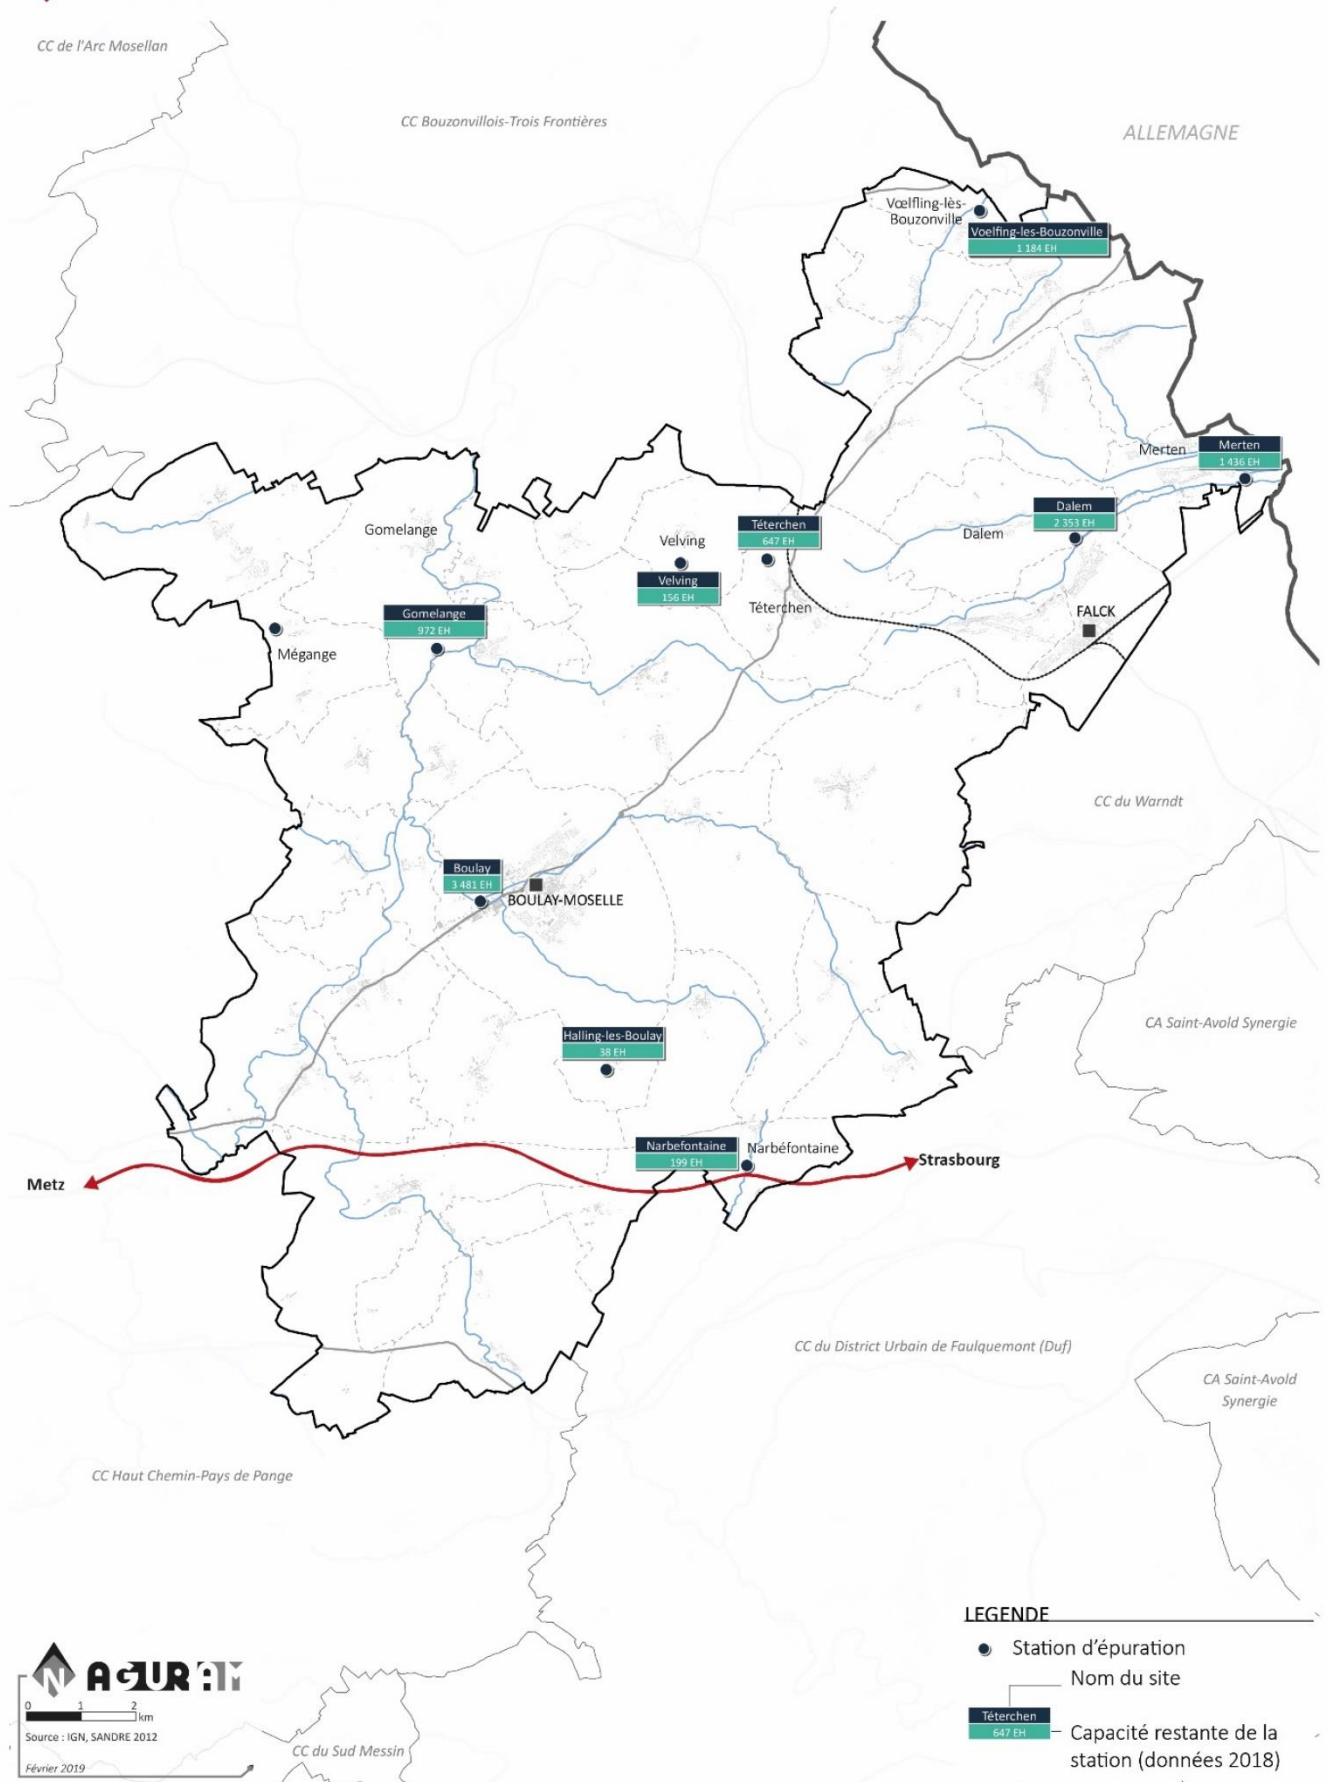 CC de l'Arc Mosellan
CC Bouzonvillois-Trois Frontières
ALLEMAGNE
Vœlfling-lès-
Bouzonville
Voelfing-les-Bouzonville
1 184 EH
Merten
Merten
1 436 EH
Dalem
2 353 EH
Dalem
Gomelange
Velving
Téterchen
647 EH
Velving
156 EH
Téterchen
FALCK
Gomelange
972 EH
Mégange
CC du Warndt
Boulay
3 481 EH
BOULAY-MOSELLE
CA Saint-Avold Synergie
Halling-les-Boulay
38 EH
Narbefontaine
199 EH
Narbéfontaine
Strasbourg
Metz
CC du District Urbain de Faulquemont (Duf)
CA Saint-Avold
Synergie
CC Haut Chemin-Pays de Pange
LEGENDE
Station d'épuration
Nom du site
Téterchen
647 EH
Capacité restante de la
station (données 2018)
N AGURAM
0 1 2
km
Source : IGN, SANDRE 2012
Février 2019
CC du Sud Messin